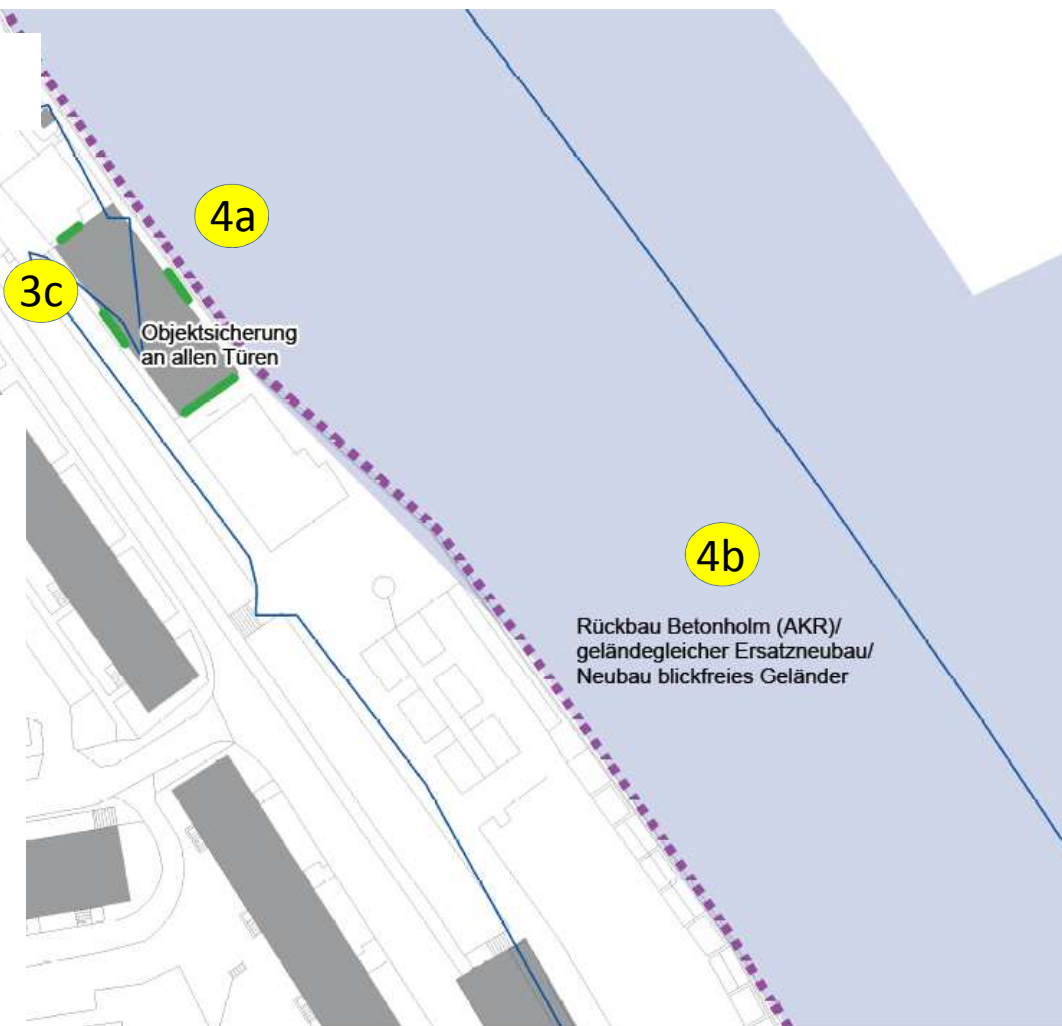 4a
3c
Objektsicherung
an allen Türen
4b
Rückbau Betonholm (AKR)/
geländegleicher Ersatzneubau/
Neubau blickfreies Geländer